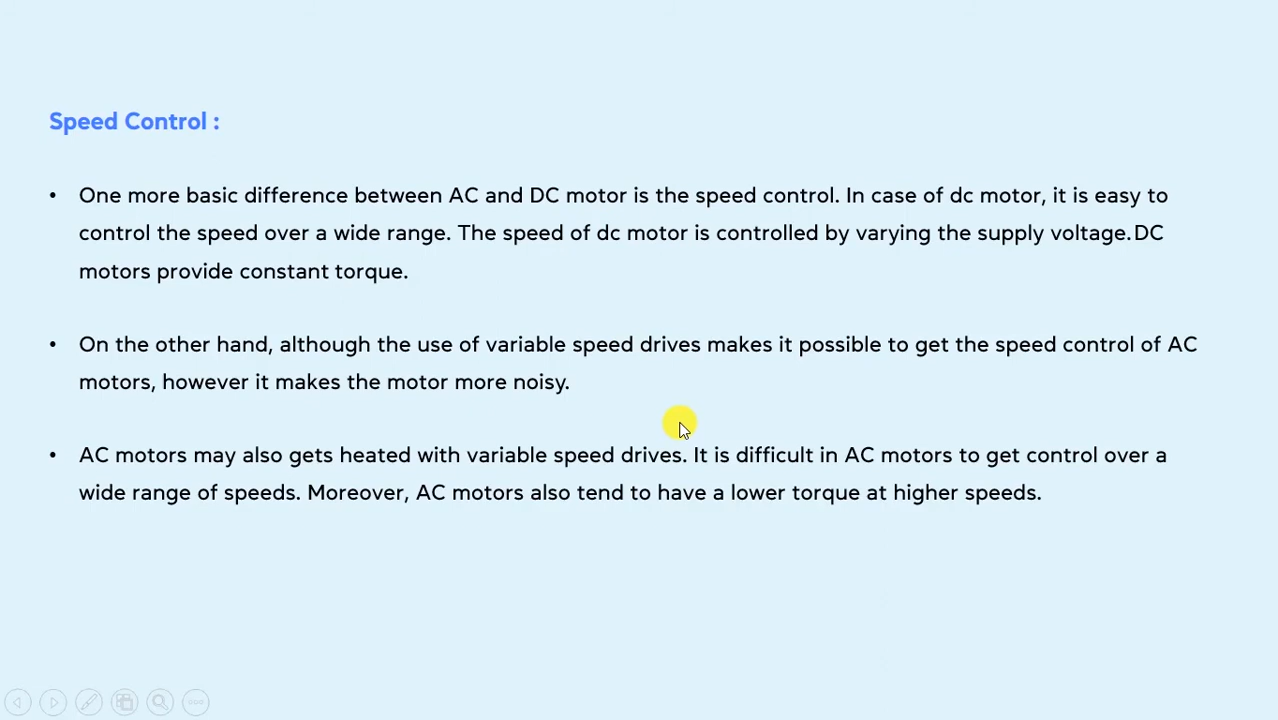 Speed Control :
• One more basic difference between AC and DC motor is the speed control. In case of dc motor, it is easy to
control the speed over a wide range. The speed of dc motor is controlled by varying the supply voltage.DC
motors provide constant torque.
• On the other hand, although the use of variable speed drives makes it possible to get the speed control of AC
motors, however it makes the motor more noisy.
• AC motors may also gets heated with variable speed drives. It is difficult in AC motors to get control over a
wide range of speeds. Moreover, AC motors also tend to have a lower torque at higher speeds.